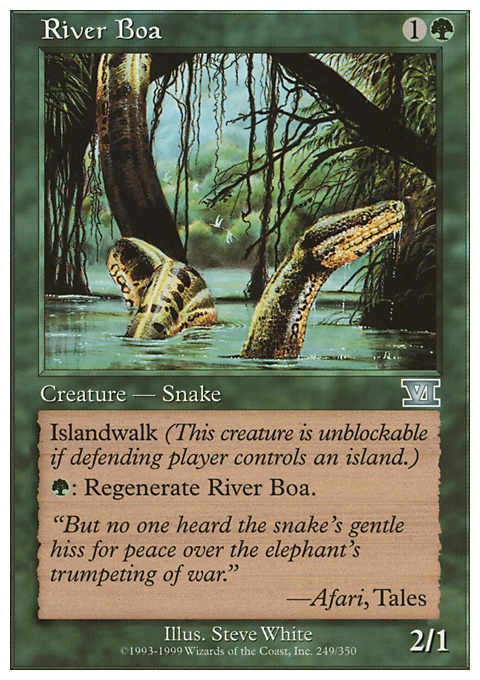 River Boa 1
Creature — Snake VI
Islandwalk (This creature is unblockable
if defending player controls an island.)
: Regenerate River Boa.
“But no one heard the snake’s gentle
hiss for peace over the elephant’s
trumpeting of war.”
—Afari, Tales
Illus. Steve White
©1993-1999 Wizards of the Coast, Inc. 249/350
2/1